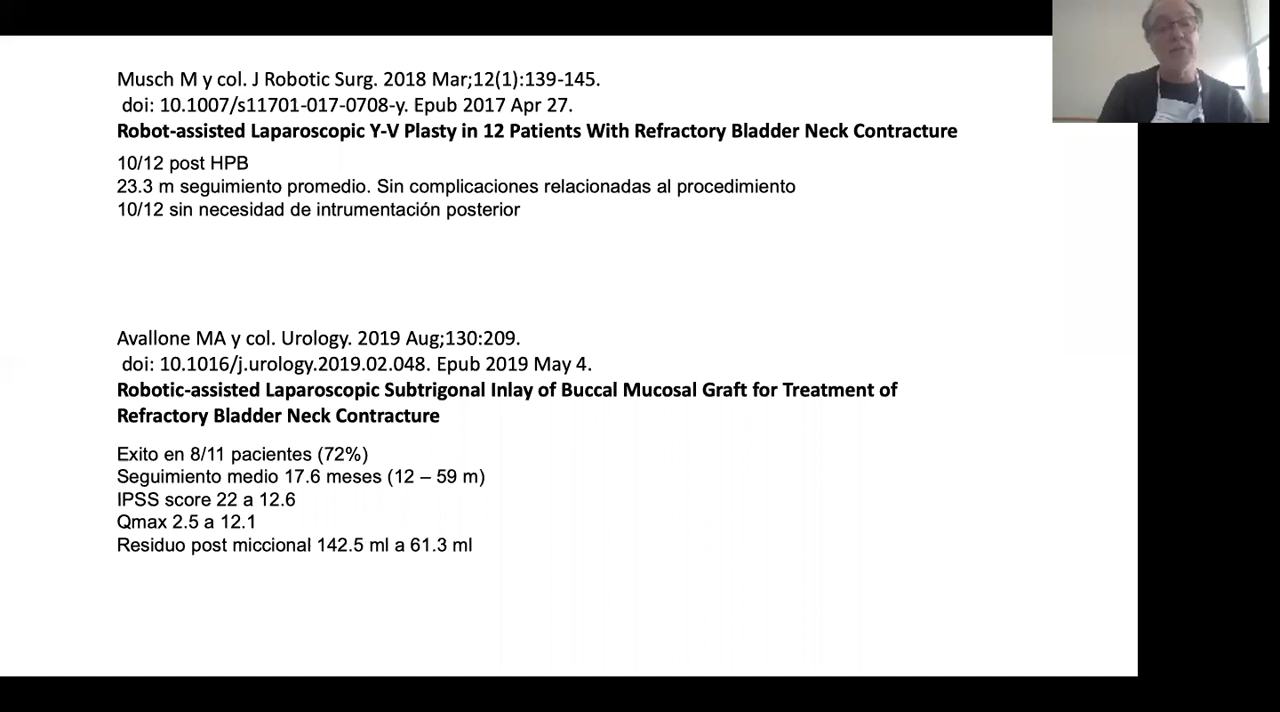 Musch M y col. J Robotic Surg. 2018 Mar;12(1):139-145.
doi: 10.1007/s11701-017-0708-y. Epub 2017 Apr 27.
Robot-assisted Laparoscopic Y-V Plasty in 12 Patients With Refractory Bladder Neck Contracture
10/12 post HPB
23.3 m seguimiento promedio. Sin complicaciones relacionadas al procedimiento
10/12 sin necesidad de intrumentación posterior
Avallone MA y col. Urology. 2019 Aug;130:209.
doi: 10.1016/j.urology.2019.02.048. Epub 2019 May 4.
Robotic-assisted Laparoscopic Subtrigonal Inlay of Buccal Mucosal Graft for Treatment of
Refractory Bladder Neck Contracture
Exito en 8/11 pacientes (72%)
Seguimiento medio 17.6 meses (12 – 59 m)
IPSS score 22 a 12.6
Qmax 2.5 a 12.1
Residuo post miccional 142.5 ml a 61.3 ml